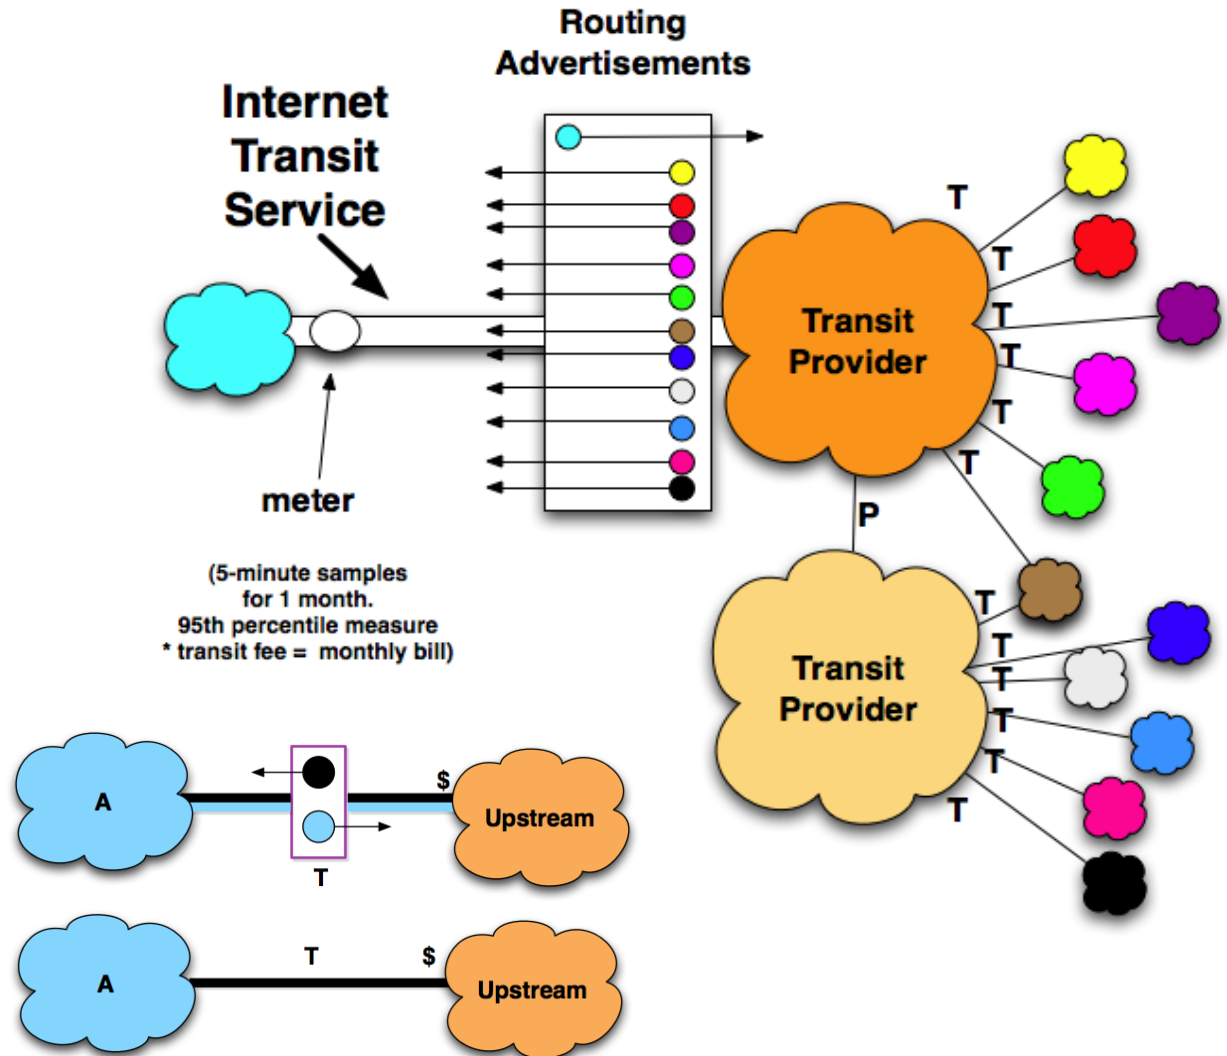 Routing
Advertisements
Internet
Transit
Service
T
T
T
T
T
T
Transit
Provider
meter
P
(5-minute samples
for 1 month.
95th percentile measure
* transit fee = monthly bill)
T
T
T
T
T
T
Transit
Provider
A
$
Upstream
T
A
T
$
Upstream